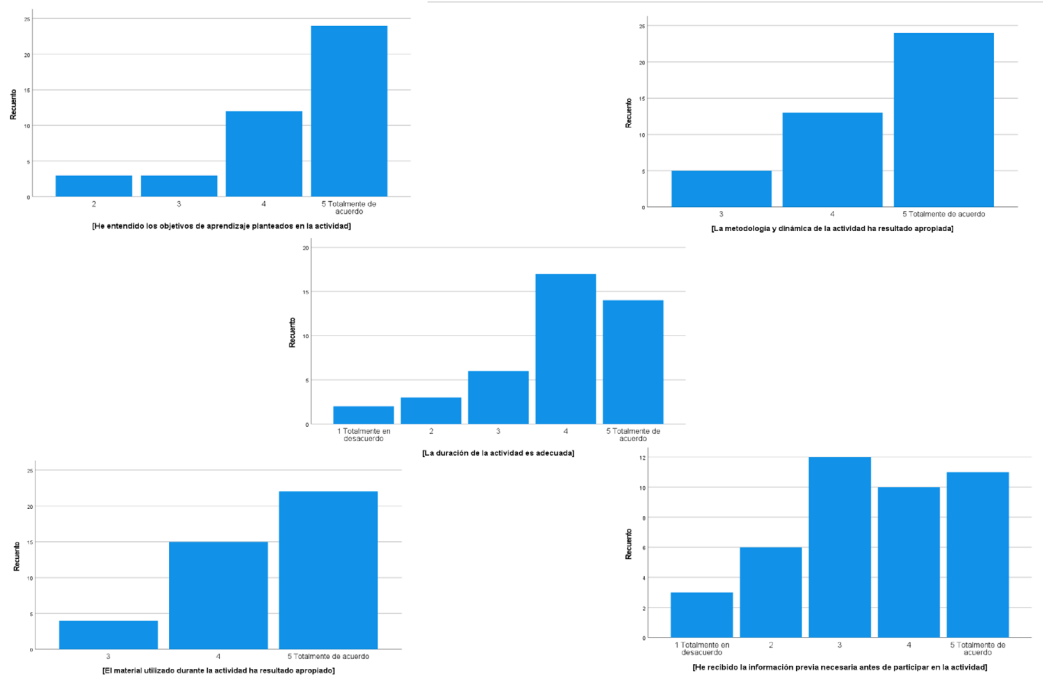 25
20
15
10
5
0
Recuento
2
3
4
5 Totalmente de
acuerdo
[He entendido los objetivos de aprendizaje planteados en la actividad]
25
20
15
10
5
0
Recuento
3
4
5 Totalmente de acuerdo
[La metodología y dinámica de la actividad ha resultado apropiada]
20
15
10
5
0
Recuento
1 Totalmente en
desacuerdo
2
3
4
5 Totalmente de
acuerdo
[La duración de la actividad es adecuada]
25
20
15
10
5
0
Recuento
3
4
5 Totalmente de acuerdo
[El material utilizado durante la actividad ha resultado apropiado]
12
10
8
6
4
2
0
Recuento
1 Totalmente en
desacuerdo
2
3
4
5 Totalmente de
acuerdo
[He recibido la información previa necesaria antes de participar en la actividad]